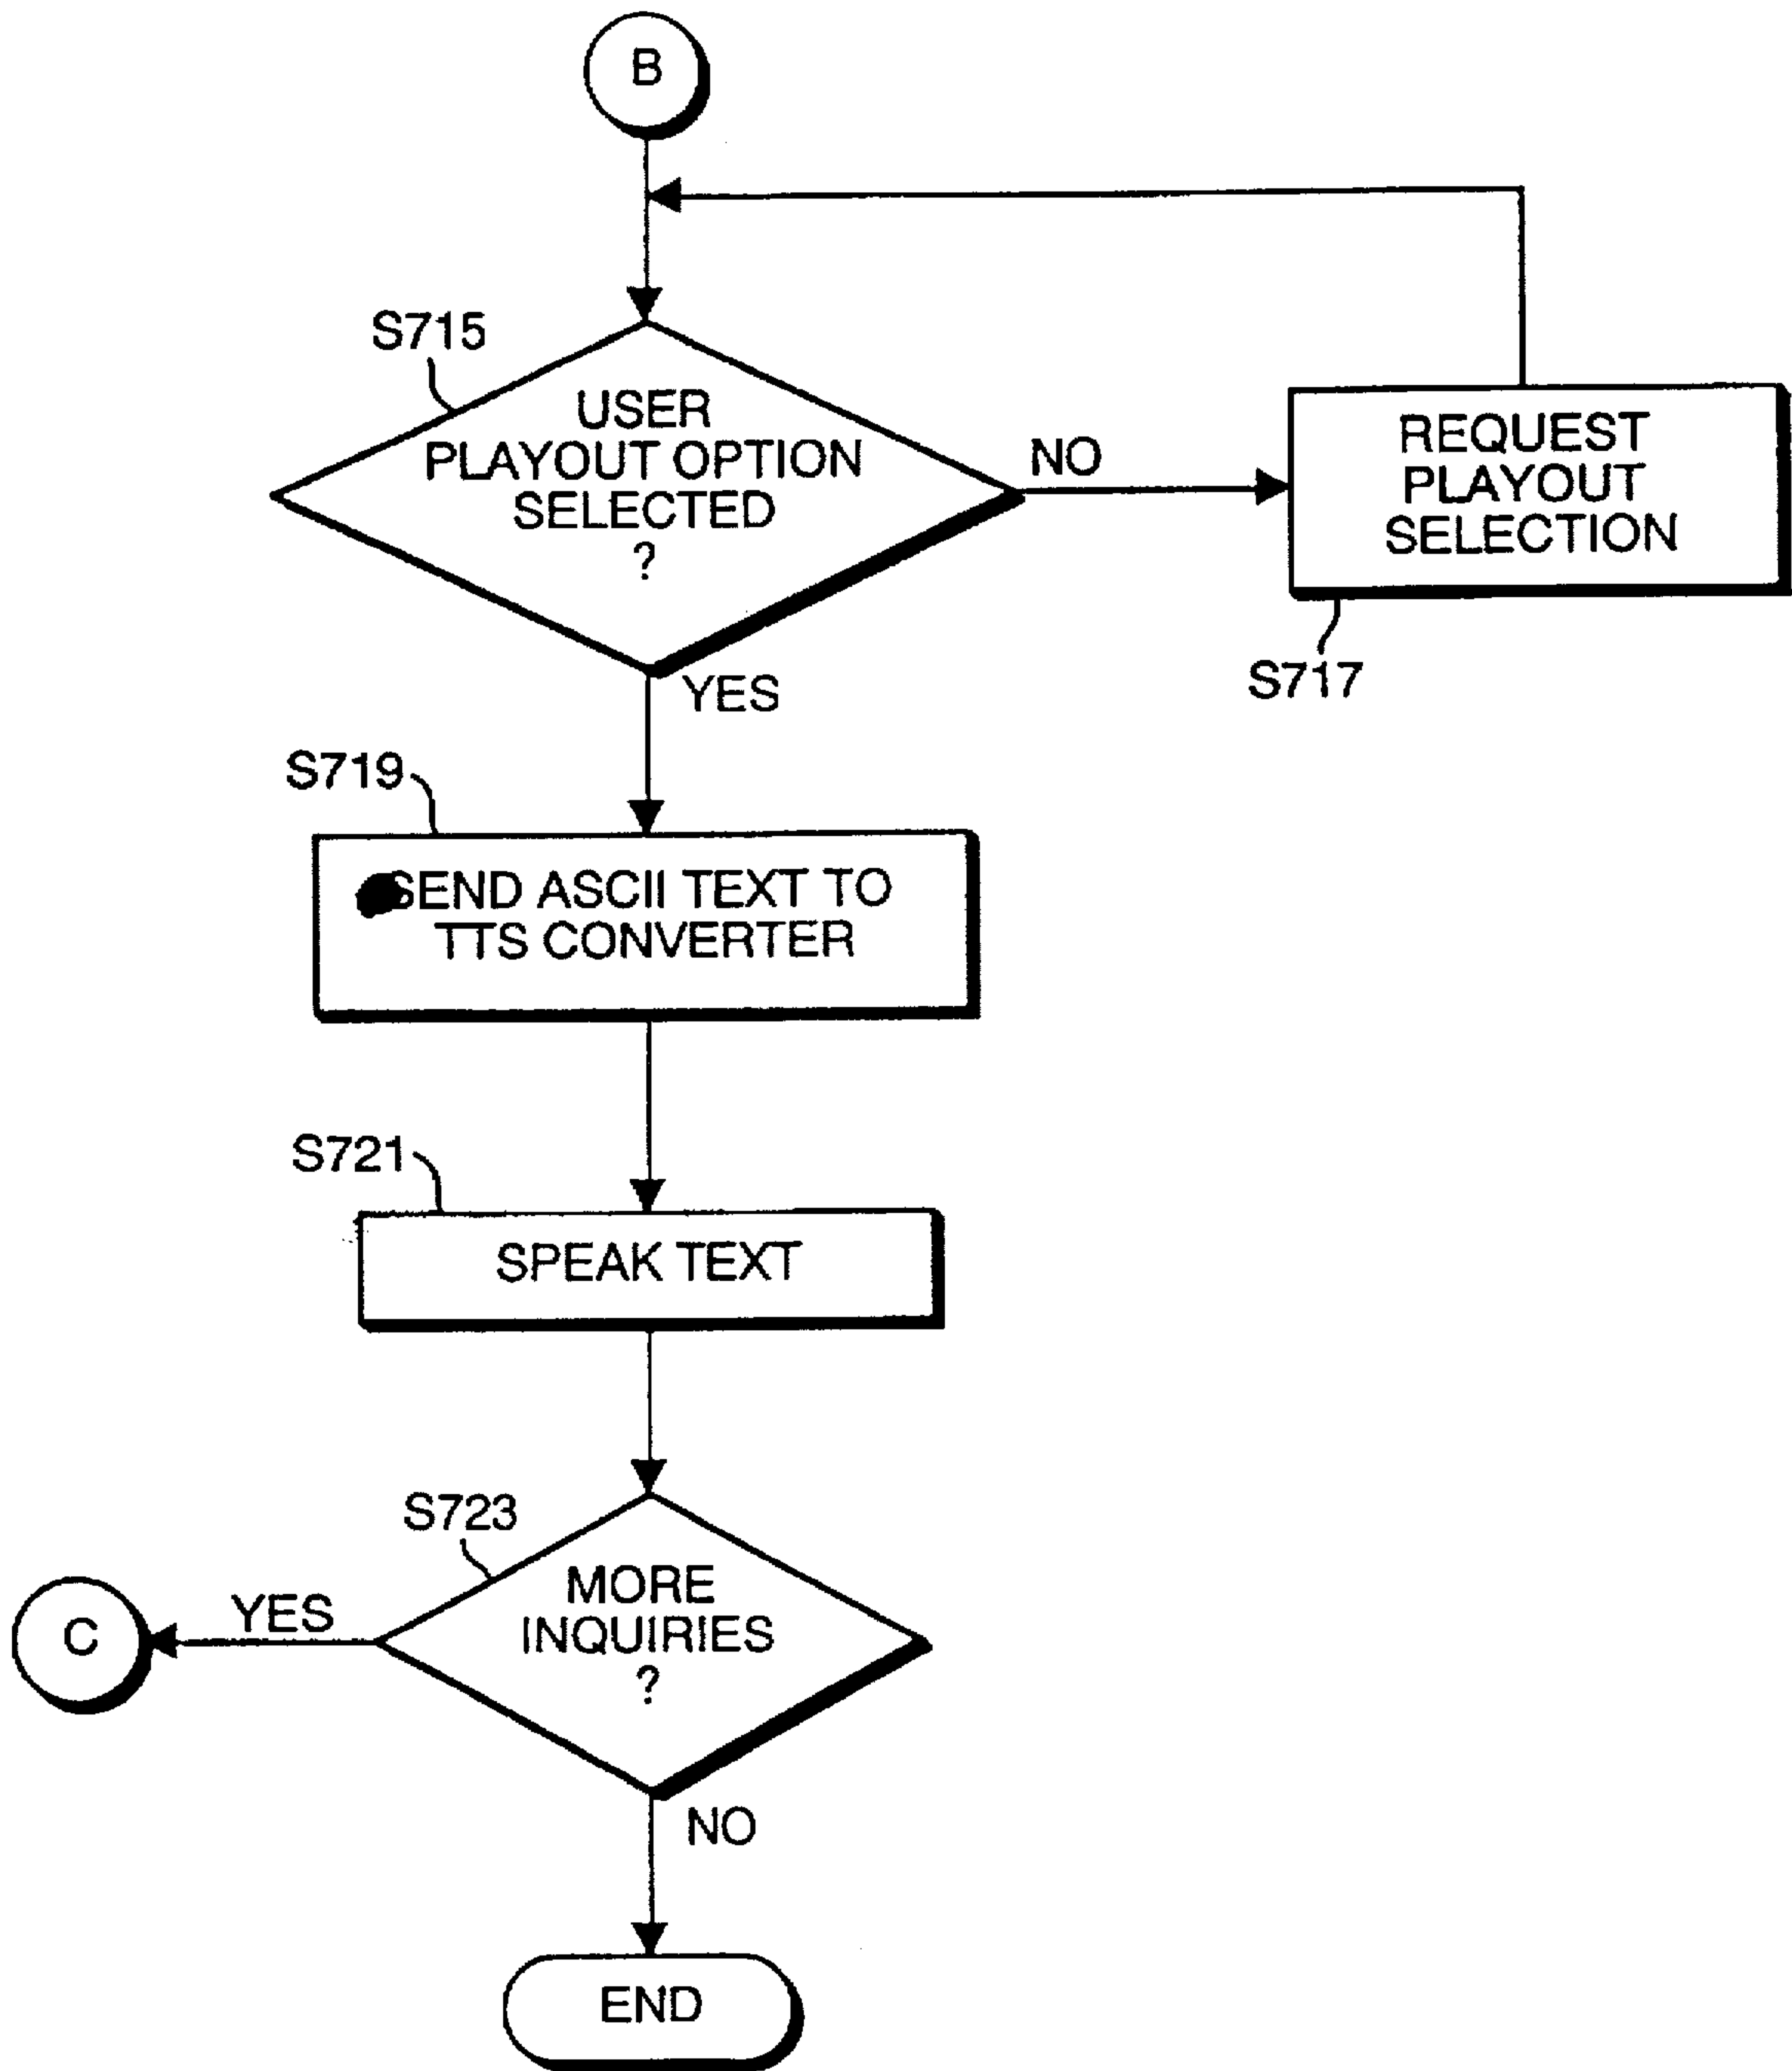 B
S715
USER
PLAYOUT OPTION
SELECTED
?
NO
REQUEST
PLAYOUT
SELECTION
S717
YES
S719
SEND ASCII TEXT TO
TTS CONVERTER
S721
SPEAK TEXT
S723
MORE
INQUIRIES
?
YES
C
NO
END